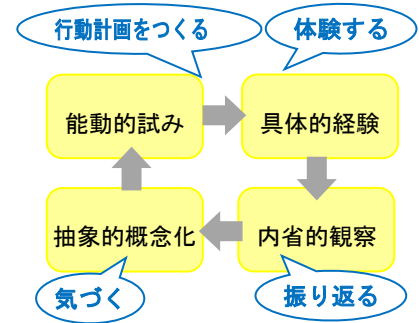 行動計画をつくる
体験する
能動的試み
具体的経験
抽象的概念化
内省的観察
気づく
振り返る